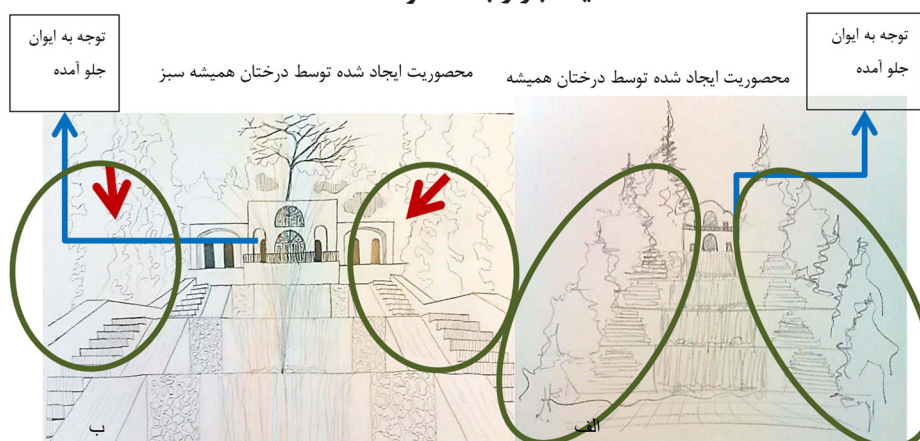 توجه به ایوان
جلو آمده
توجه به ایوان
جلو آمده
محصوریت ایجاد شده توسط درختان همیشه
محصوریت ایجاد شده توسط درختان همیشه سبز
الف
ب